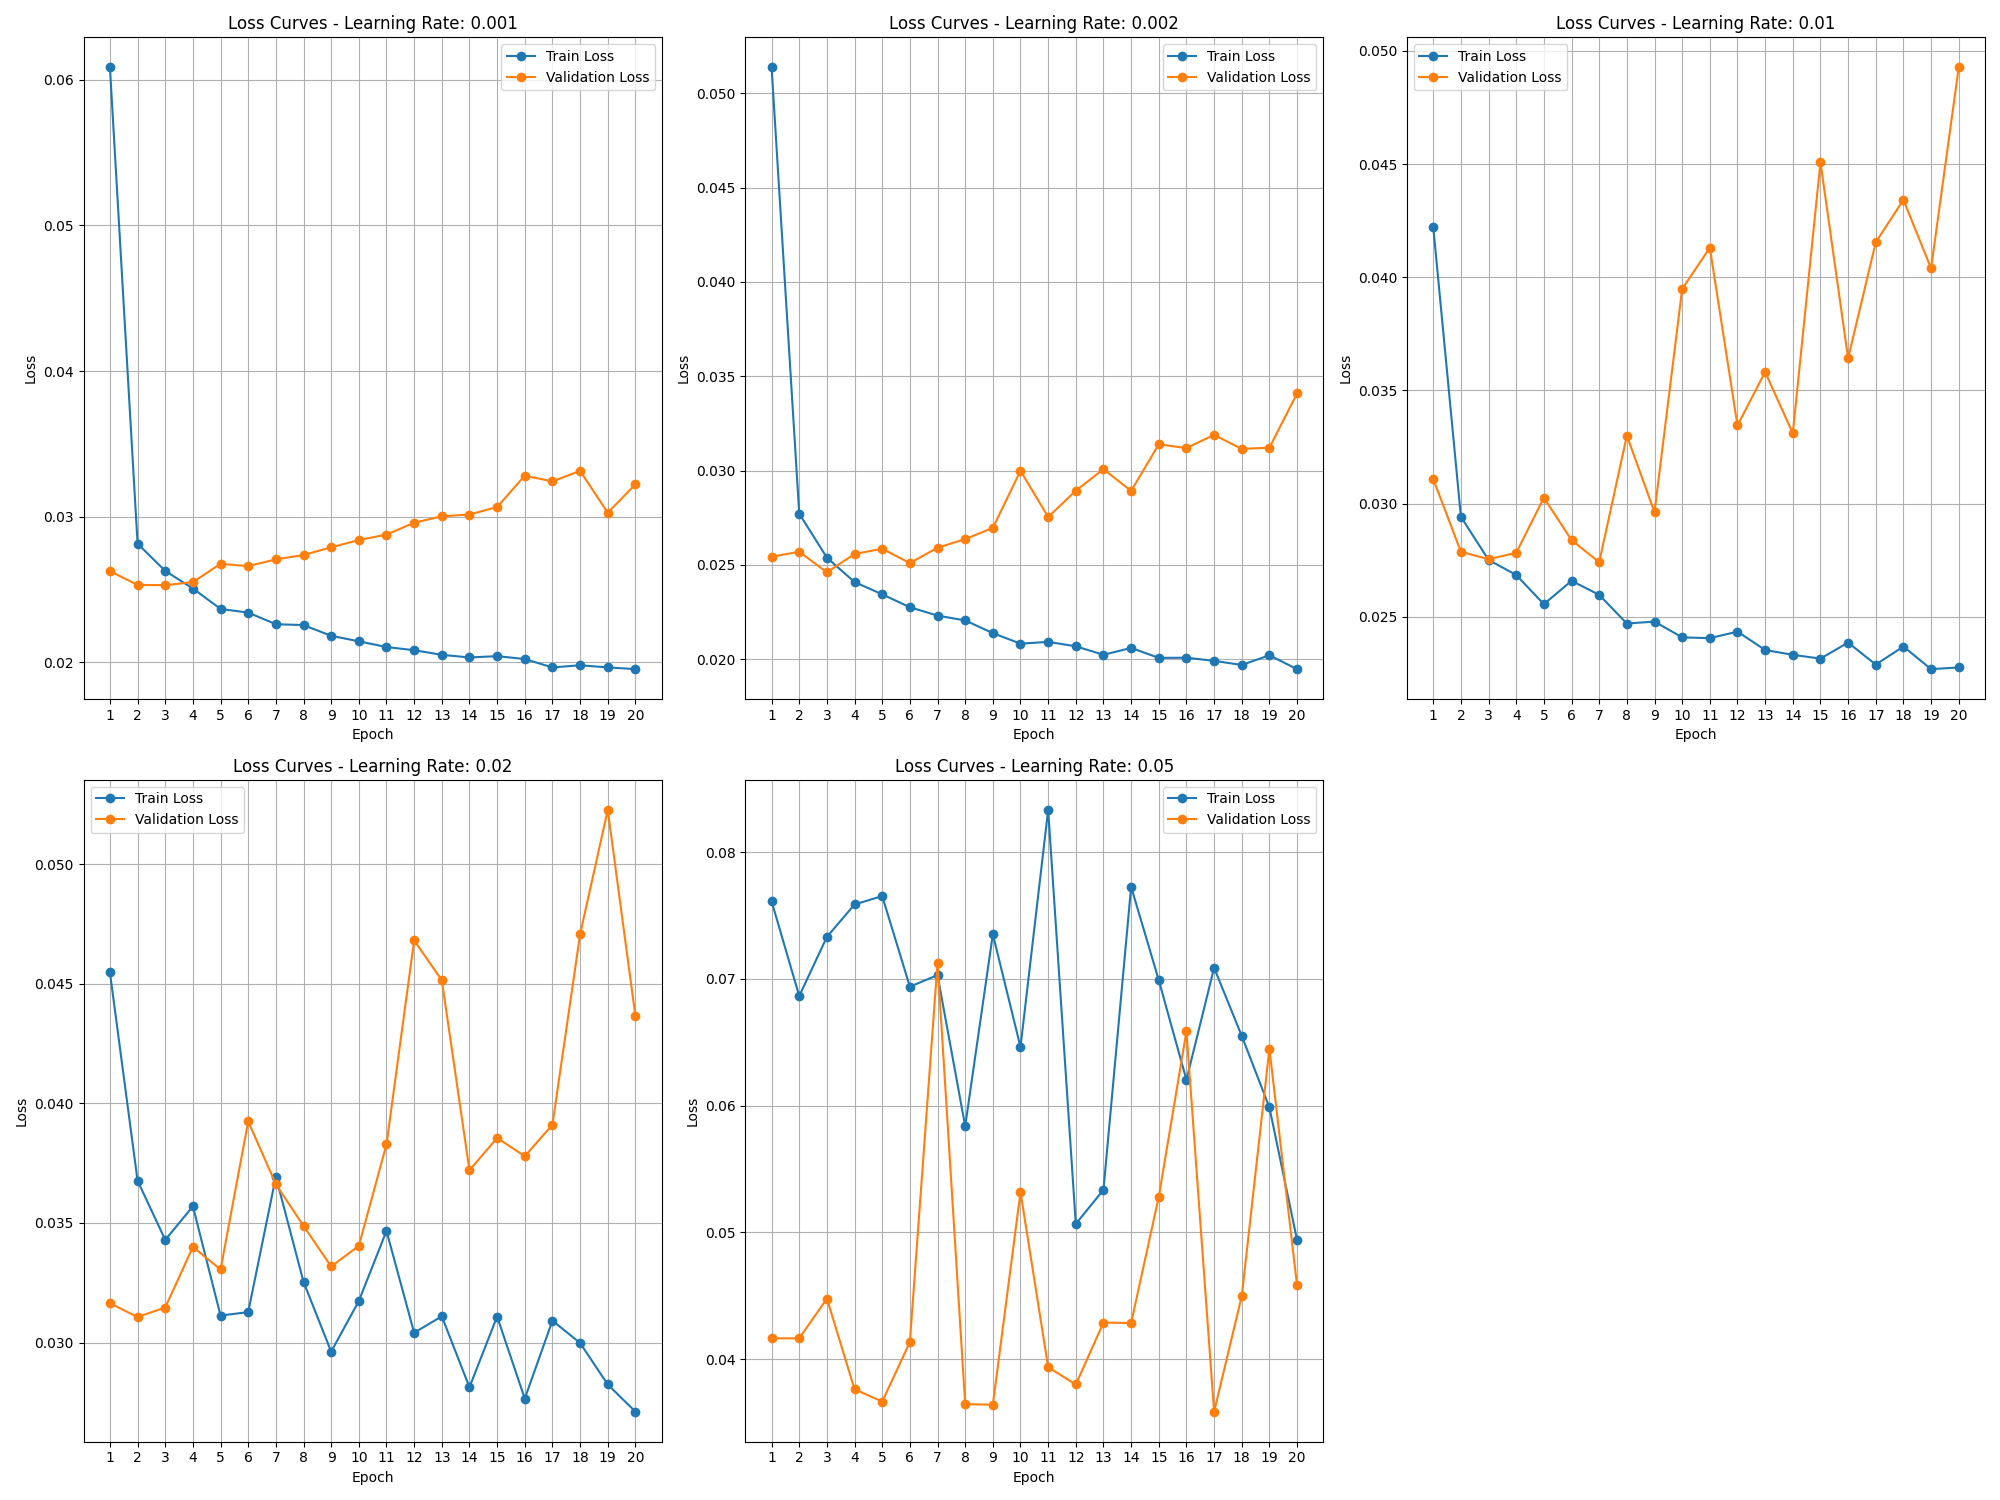 Loss Curves - Learning Rate: 0.001
Train Loss
Validation Loss
0.06
0.05
0.04
0.03
0.02
Loss
1 2 3 4 5 6 7 8 9 10 11 12 13 14 15 16 17 18 19 20
Epoch
Loss Curves - Learning Rate: 0.002
Train Loss
Validation Loss
0.050
0.045
0.040
0.035
0.030
0.025
0.020
Loss
1 2 3 4 5 6 7 8 9 10 11 12 13 14 15 16 17 18 19 20
Epoch
Loss Curves - Learning Rate: 0.01
Train Loss
Validation Loss
0.050
0.045
0.040
0.035
0.030
0.025
Loss
1 2 3 4 5 6 7 8 9 10 11 12 13 14 15 16 17 18 19 20
Epoch
Loss Curves - Learning Rate: 0.02
Train Loss
Validation Loss
0.050
0.045
0.040
0.035
0.030
Loss
1 2 3 4 5 6 7 8 9 10 11 12 13 14 15 16 17 18 19 20
Epoch
Loss Curves - Learning Rate: 0.05
Train Loss
Validation Loss
0.08
0.07
0.06
0.05
0.04
Loss
1 2 3 4 5 6 7 8 9 10 11 12 13 14 15 16 17 18 19 20
Epoch